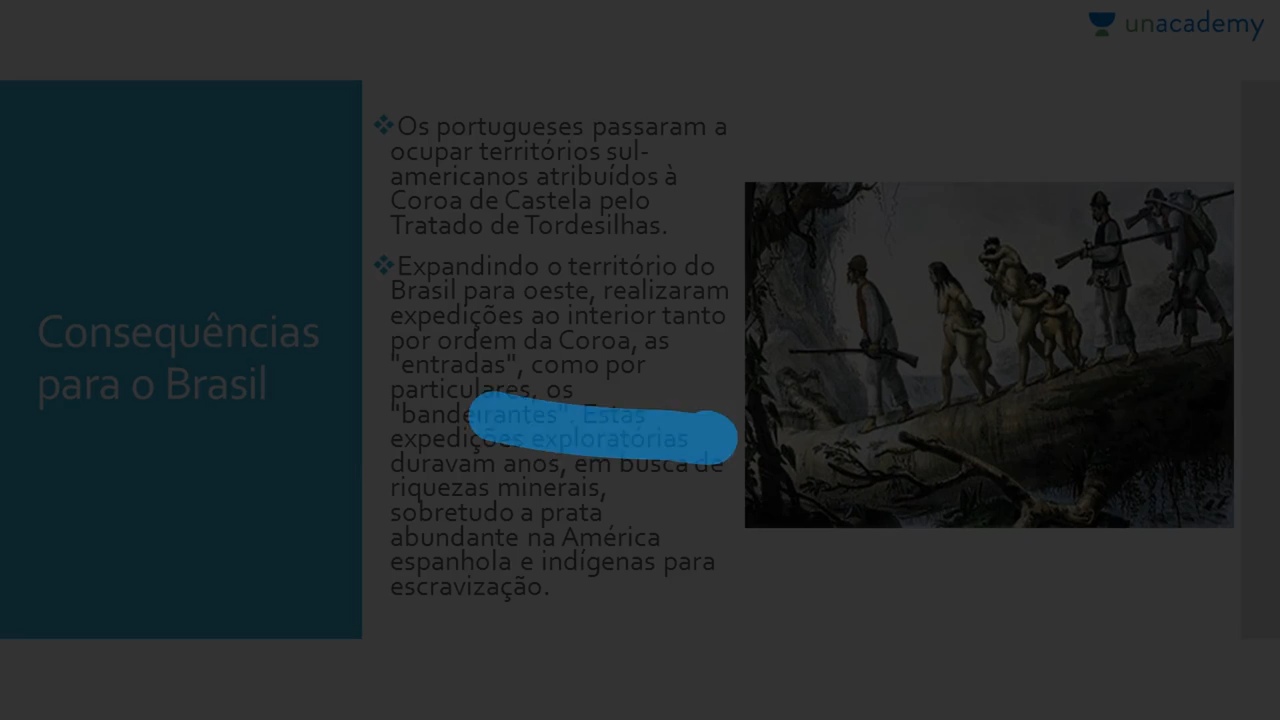 unacademy
Consequências
para o Brasil
❖Os portugueses passaram a
ocupar territórios sul-
americanos atribuídos à
Coroa de Castela pelo
Tratado de Tordesilhas.
❖Expandindo o território do
Brasil para oeste, realizaram
expedições ao interior tanto
por ordem da Coroa, as
"entradas", como por
particulares, os
"bandeirantes". Estas
expedições exploratórias
duravam anos, em busca de
riquezas minerais,
sobretudo a prata
abundante na América
espanhola e indígenas para
escravização.